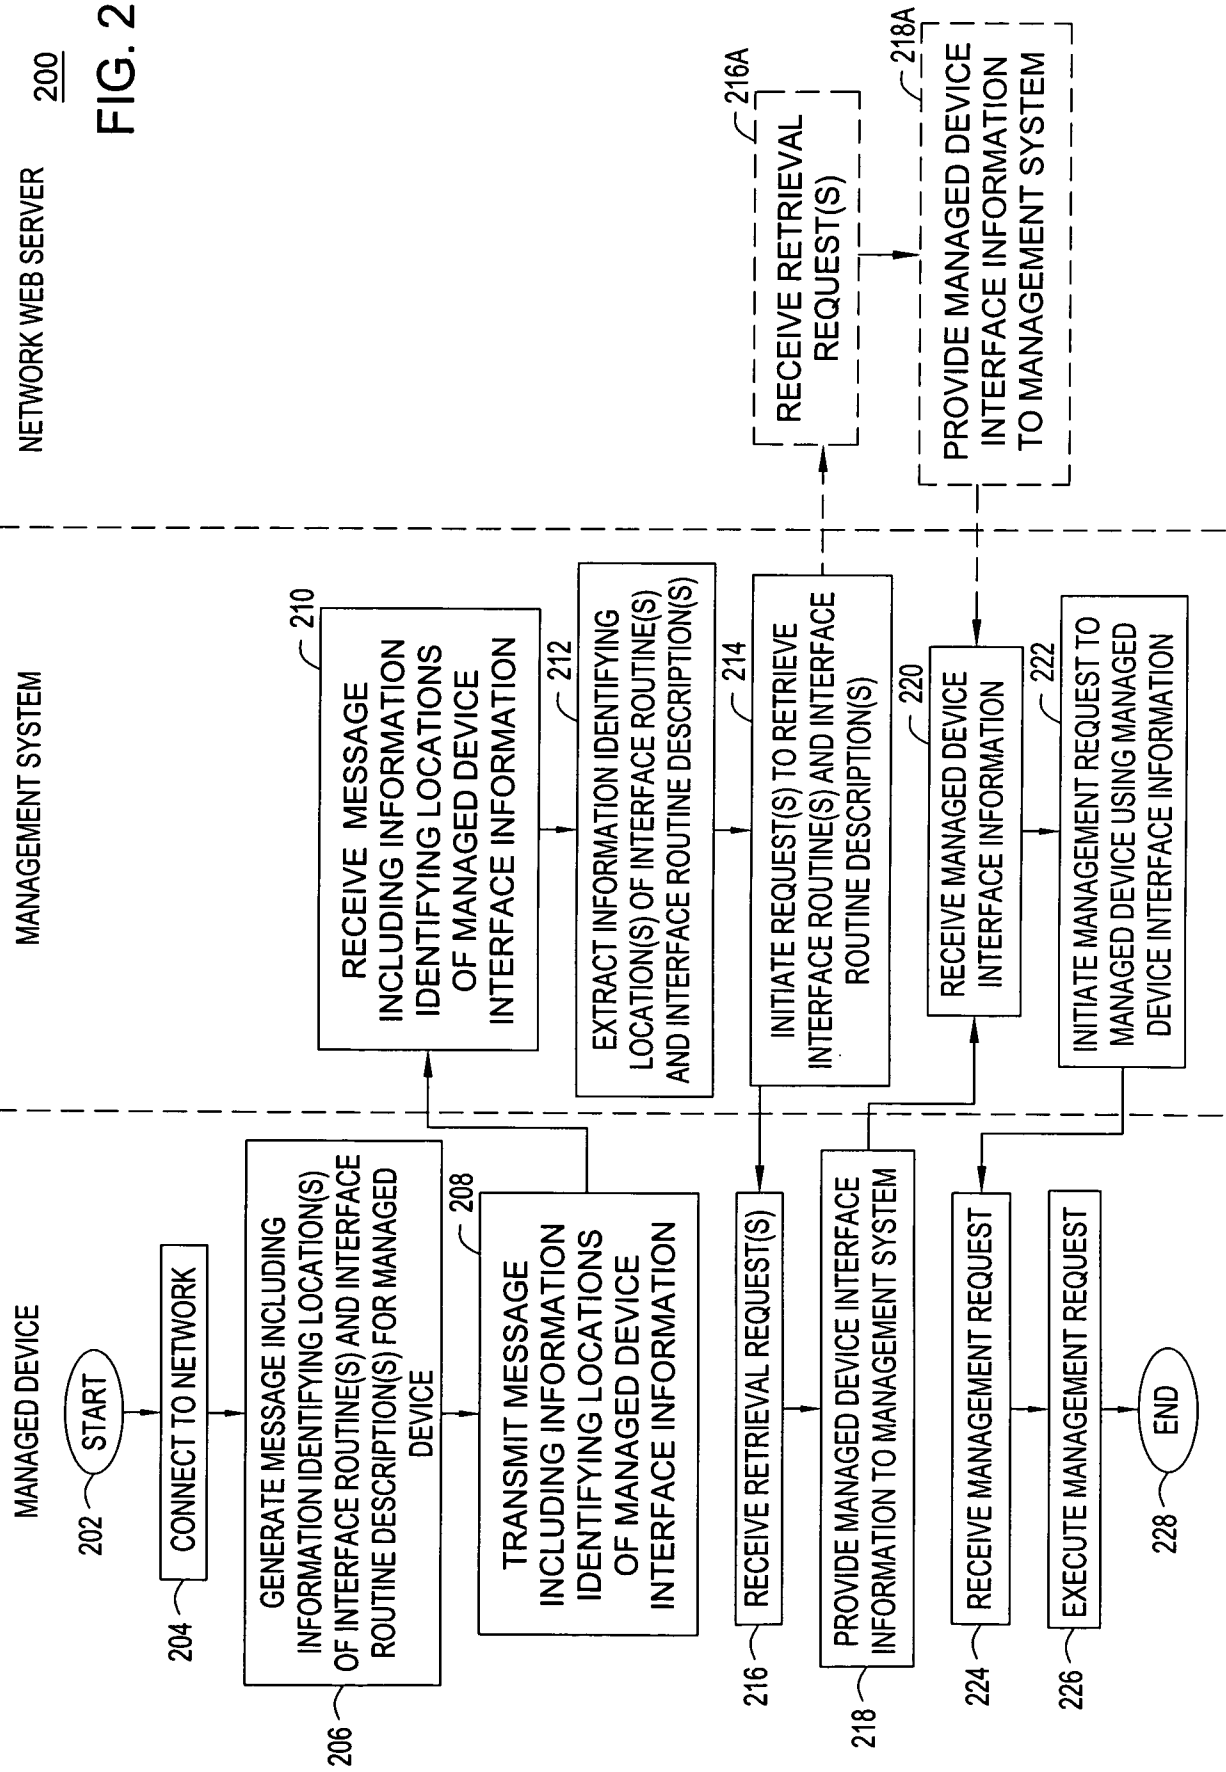 200
FIG. 2
MANAGED DEVICE
MANAGEMENT SYSTEM
NETWORK WEB SERVER
202
START
204
CONNECT TO NETWORK
206
GENERATE MESSAGE INCLUDING
INFORMATION IDENTIFYING LOCATION(S)
OF INTERFACE ROUTINE(S) AND INTERFACE
ROUTINE DESCRIPTION(S) FOR MANAGED
DEVICE
208
TRANSMIT MESSAGE
INCLUDING INFORMATION
IDENTIFYING LOCATIONS
OF MANAGED DEVICE
INTERFACE INFORMATION
210
RECEIVE MESSAGE
INCLUDING INFORMATION
IDENTIFYING LOCATIONS
OF MANAGED DEVICE
INTERFACE INFORMATION
212
EXTRACT INFORMATION IDENTIFYING
LOCATION(S) OF INTERFACE ROUTINE(S)
AND INTERFACE ROUTINE DESCRIPTION(S)
214
INITIATE REQUEST(S) TO RETRIEVE
INTERFACE ROUTINE(S) AND INTERFACE
ROUTINE DESCRIPTION(S)
216
RECEIVE RETRIEVAL REQUEST(S)
216A
RECEIVE RETRIEVAL
REQUEST(S)
218
PROVIDE MANAGED DEVICE INTERFACE
INFORMATION TO MANAGEMENT SYSTEM
218A
PROVIDE MANAGED DEVICE
INTERFACE INFORMATION
TO MANAGEMENT SYSTEM
220
RECEIVE MANAGED DEVICE
INTERFACE INFORMATION
222
INITIATE MANAGEMENT REQUEST TO
MANAGED DEVICE USING MANAGED
DEVICE INTERFACE INFORMATION
224
RECEIVE MANAGEMENT REQUEST
226
EXECUTE MANAGEMENT REQUEST
228
END